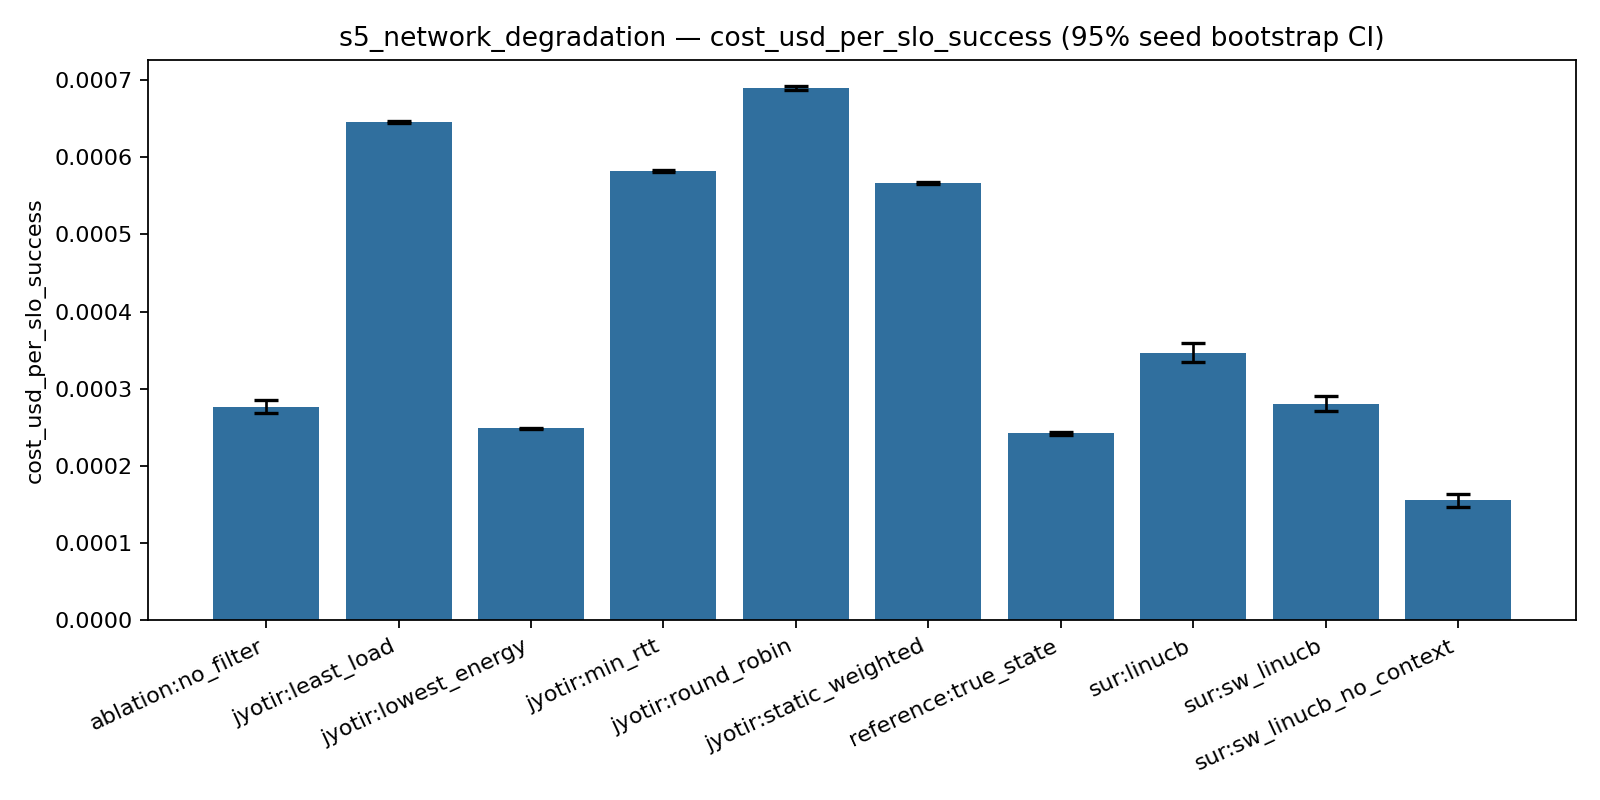 s5_network_degradation — cost_usd_per_slo_success (95% seed bootstrap CI)
cost_usd_per_slo_success
0.0007
0.0006
0.0005
0.0004
0.0003
0.0002
0.0001
0.0000
ablation:no_filter
jyotir:least_load
jyotir:lowest_energy
jyotir:min_rtt
jyotir:round_robin
jyotir:static_weighted
reference:true_state
sur:linucb
sur:sw_linucb
sur:sw_linucb_no_context